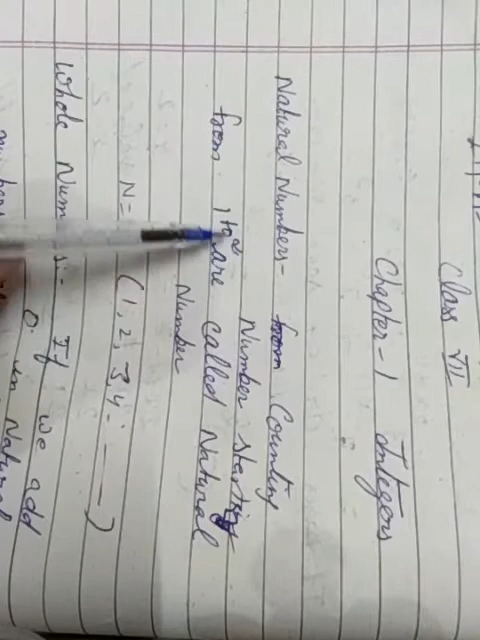 Class VII
Chapter-1 Integers
Natural Numbers- from Counting
Number starting
from 1 to ∞ are called Natural
Number
N= (1, 2, 3, 4 - - - )
Whole Num s:- If we add
0 in Natural
numbers